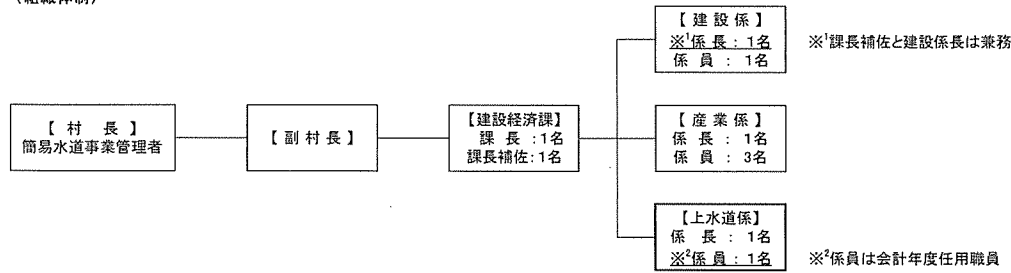 【 村 長 】
簡易水道事業管理者
【 副 村 長 】
【建設経済課】
課 長 :1名
課長補佐:1名
【 建 設 係 】
※¹係 長 : 1名
係 員 : 1名
※¹課長補佐と建設係長は兼務
【 産 業 係 】
係 長 : 1名
係 員 : 3名
【上水道係】
係 長 : 1名
※²係 員 : 1名
※²係員は会計年度任用職員